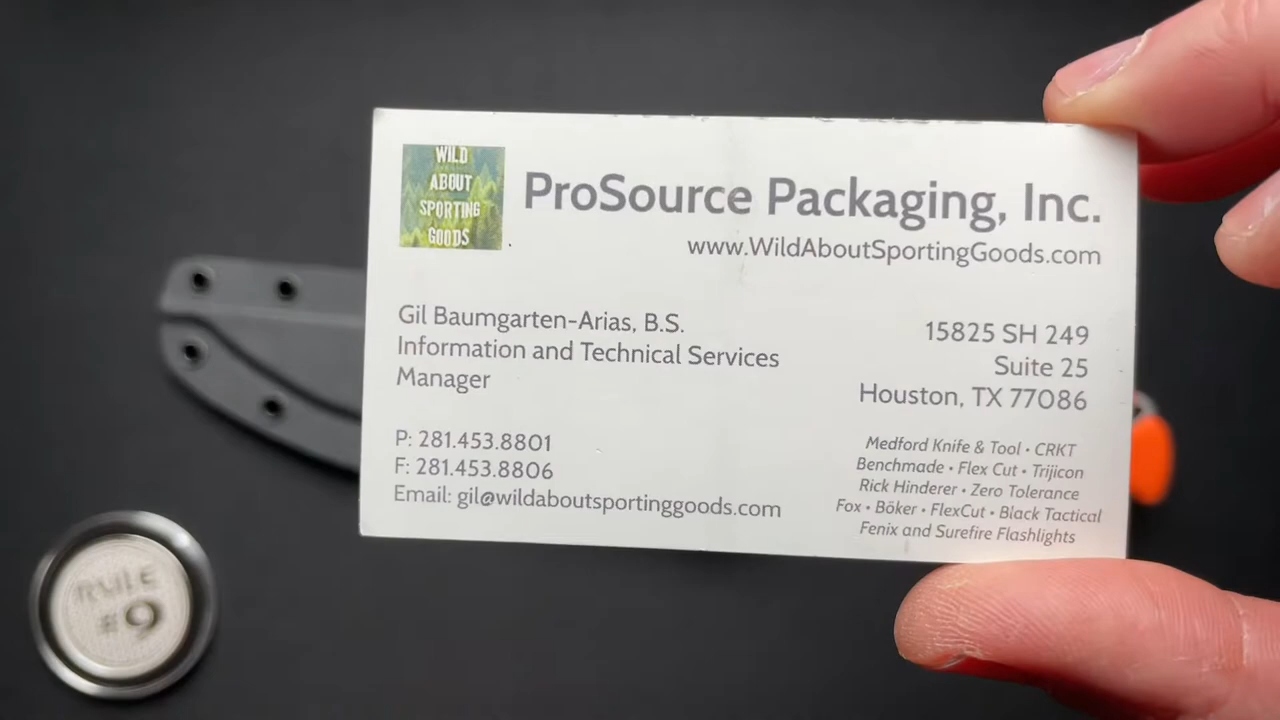 WILD
ABOUT
SPORTING
GOODS
ProSource Packaging, Inc.
www.WildAboutSportingGoods.com
Gil Baumgarten-Arias, B.S.
Information and Technical Services
Manager
15825 SH 249
Suite 25
Houston, TX 77086
P: 281.453.8801
F: 281.453.8806
Email: gil@wildaboutsportinggoods.com
Medford Knife & Tool • CRKT
Benchmade • Flex Cut • Trijicon
Rick Hinderer • Zero Tolerance
Fox • Böker • FlexCut • Black Tactical
Fenix and Surefire Flashlights
RULE
#9